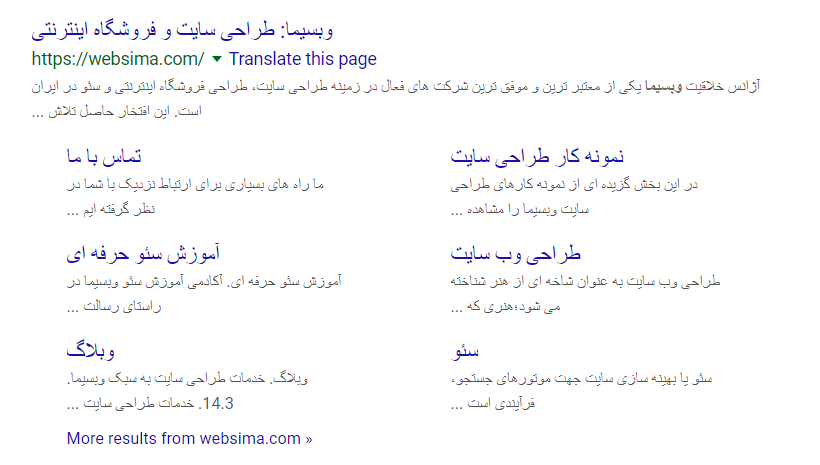 وبسیما: طراحی سایت و فروشگاه اینترنتی
https://websima.com/ Translate this page
آژانس خلاقیت وبسیما یکی از معتبر ترین و موفق ترین شرکت های فعال در زمینه طراحی سایت، طراحی فروشگاه اینترنتی و سئو در ایران
است. این افتخار حاصل تلاش ...
نمونه کار طراحی سایت
در این بخش گزیده ای از نمونه کارهای طراحی
سایت وبسیما را مشاهده ...
تماس با ما
ما راه های بسیاری برای ارتباط نزدیک با شما در
نظر گرفته ایم ...
طراحی وب سایت
طراحی وب سایت به عنوان شاخه ای از هنر شناخته
می شود؛هنری که ...
آموزش سئو حرفه ای
آموزش سئو حرفه ای. آکادمی آموزش سئو وبسیما در
راستای رسالت ...
سئو
سئو یا بهینه سازی سایت جهت موتورهای جستجو،
فرآیندی است ...
وبلاگ
وبلاگ. خدمات طراحی سایت به سبک وبسیما.
14.3. خدمات طراحی سایت ...
More results from websima.com »